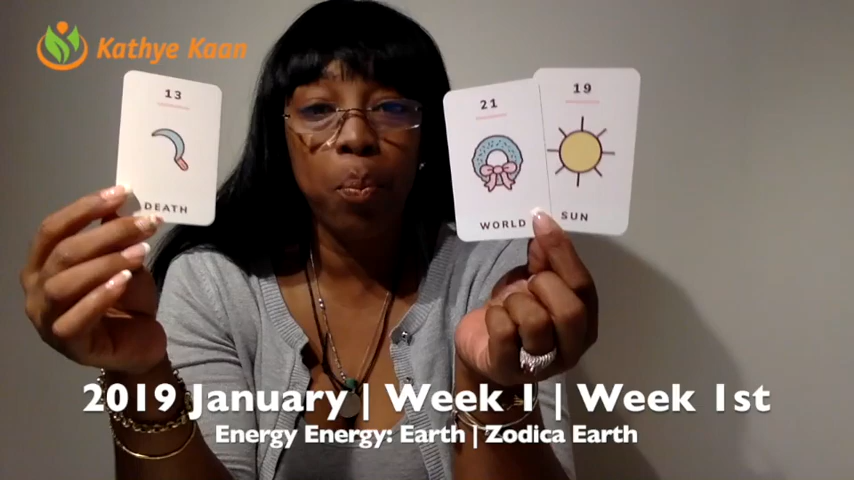 Kathye Kaan
13
DEATH
21
WORLD
19
SUN
2019 January | Week 1 | Week 1st
Energy Energy: Earth | Zodica Earth